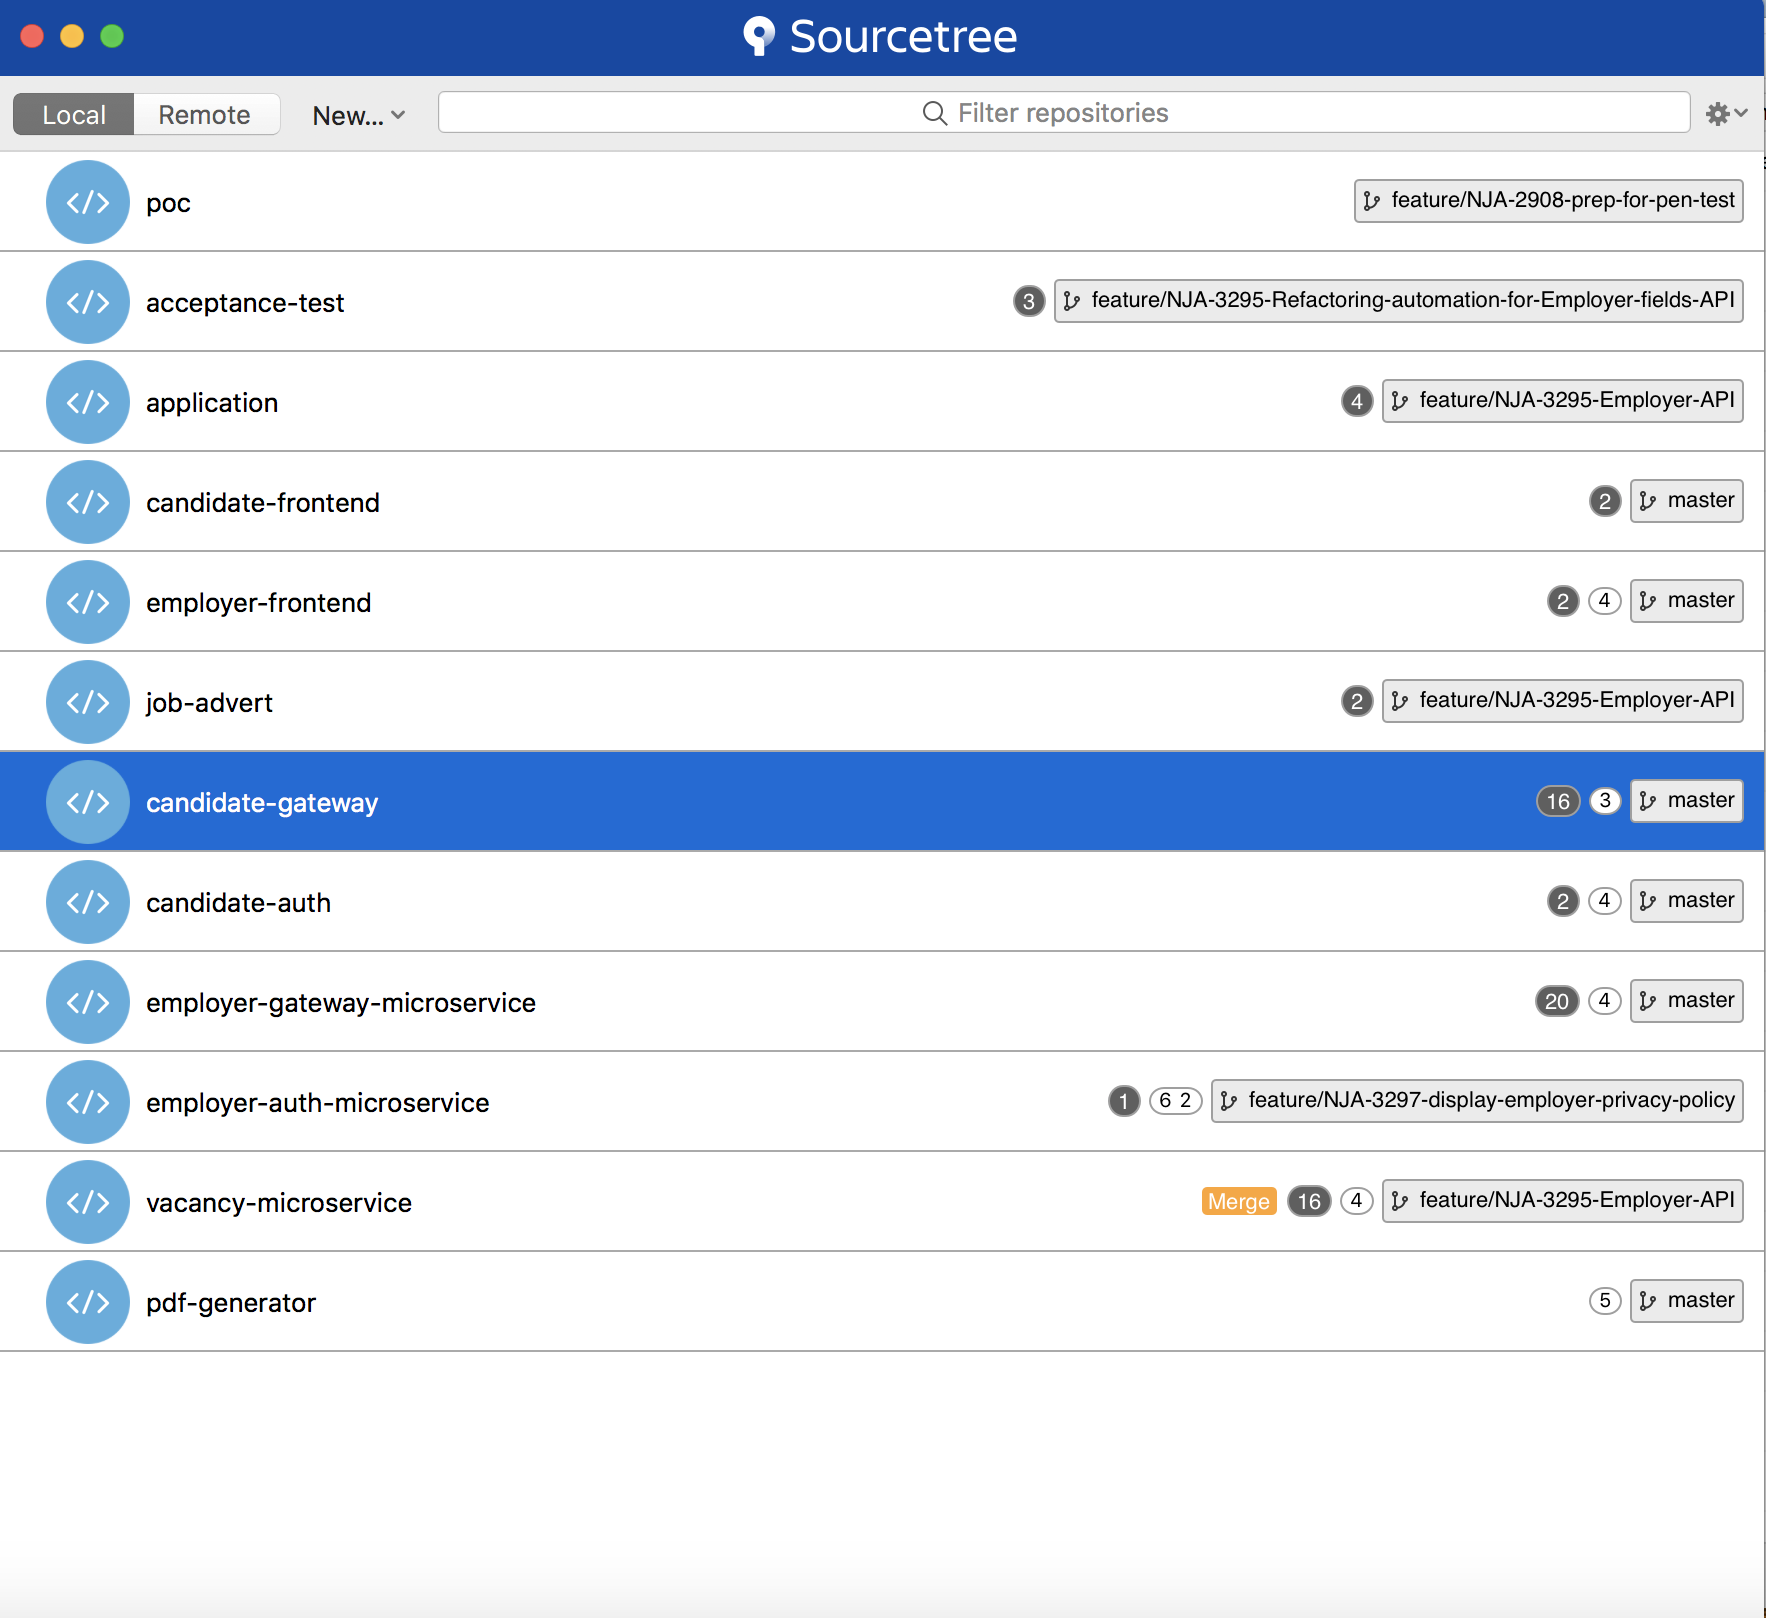 Sourcetree
Local Remote New... Filter repositories
</> poc feature/NJA-2908-prep-for-pen-test
</> acceptance-test 3 feature/NJA-3295-Refactoring-automation-for-Employer-fields-API
</> application 4 feature/NJA-3295-Employer-API
</> candidate-frontend 2 master
</> employer-frontend 2 4 master
</> job-advert 2 feature/NJA-3295-Employer-API
</> candidate-gateway 16 3 master
</> candidate-auth 2 4 master
</> employer-gateway-microservice 20 4 master
</> employer-auth-microservice 1 6 2 feature/NJA-3297-display-employer-privacy-policy
</> vacancy-microservice Merge 16 4 feature/NJA-3295-Employer-API
</> pdf-generator 5 master